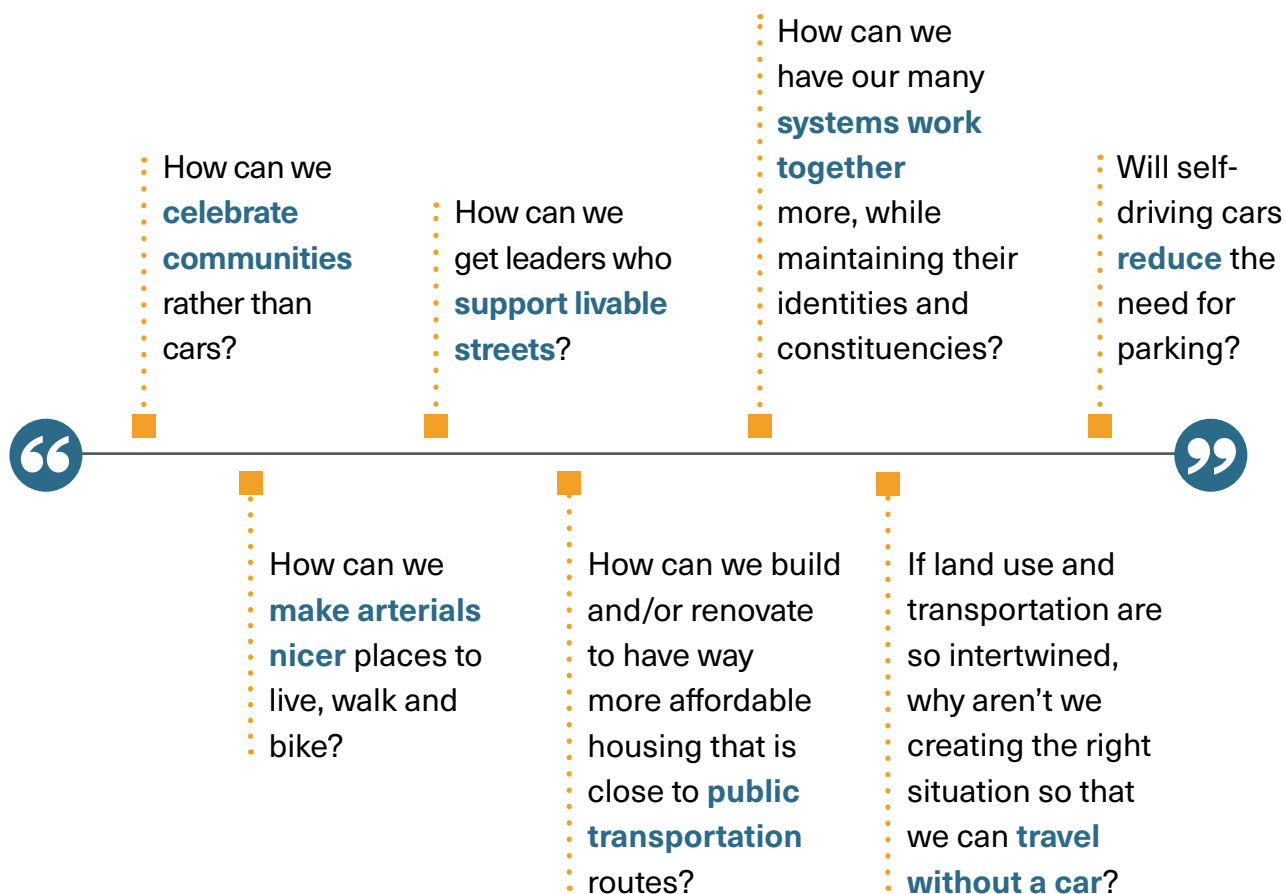 How can we
celebrate
communities
rather than
cars?
How can we
get leaders who
support livable
streets?
How can we
have our many
systems work
together
more, while
maintaining their
identities and
constituencies?
Will self-
driving cars
reduce the
need for
parking?
“
”
How can we
make arterials
nicer places to
live, walk and
bike?
How can we build
and/or renovate
to have way
more affordable
housing that is
close to public
transportation
routes?
If land use and
transportation are
so intertwined,
why aren’t we
creating the right
situation so that
we can travel
without a car?